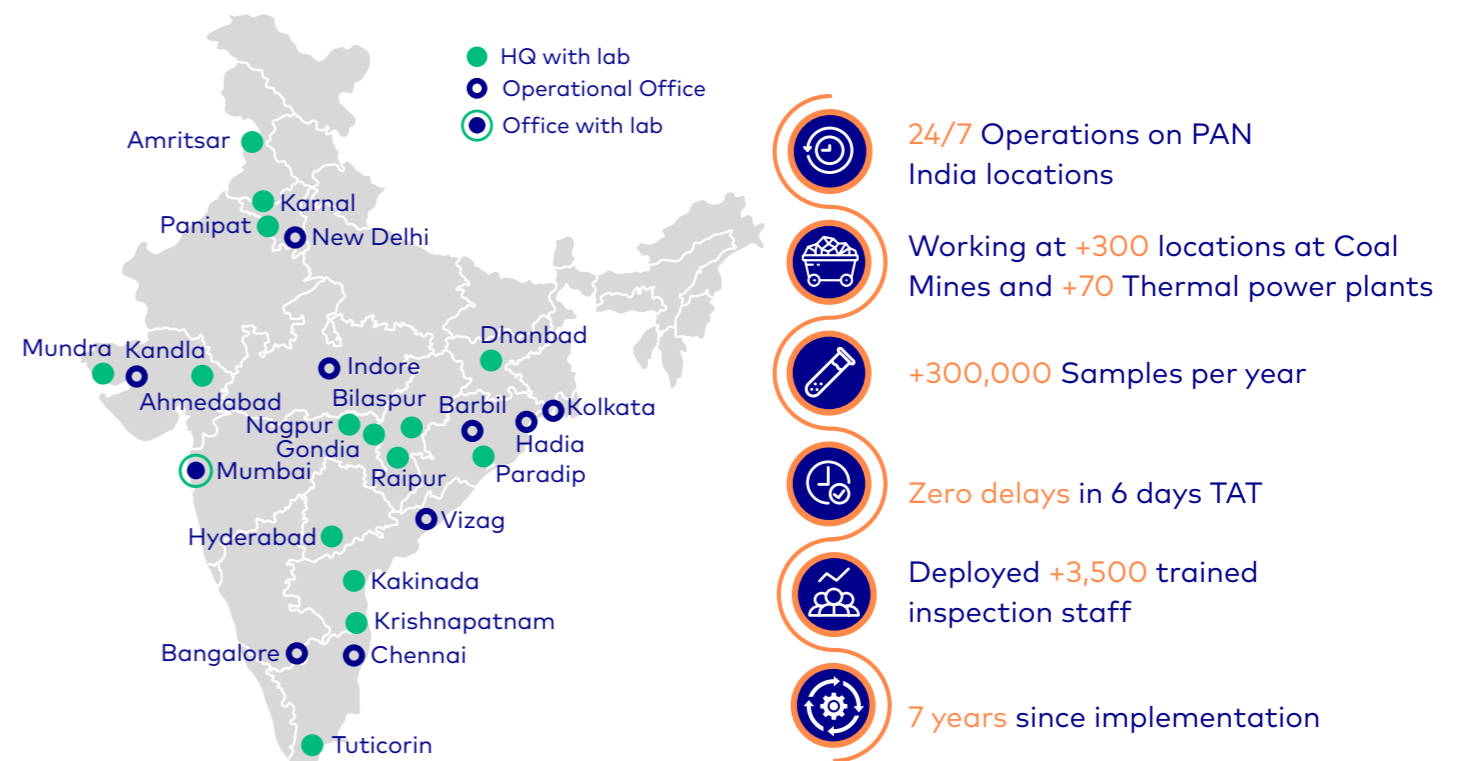 HQ with lab
Operational Office
Office with lab
Amritsar
Karnal
Panipat
New Delhi
Mundra
Kandla
Ahmedabad
Indore
Dhanbad
Bilaspur
Nagpur
Gondia
Raipur
Barbil
Kolkata
Hadia
Paradip
Mumbai
Vizag
Hyderabad
Kakinada
Krishnapatnam
Bangalore
Chennai
Tuticorin
24/7 Operations on PAN
India locations
Working at +300 locations at Coal
Mines and +70 Thermal power plants
+300,000 Samples per year
Zero delays in 6 days TAT
Deployed +3,500 trained
inspection staff
7 years since implementation